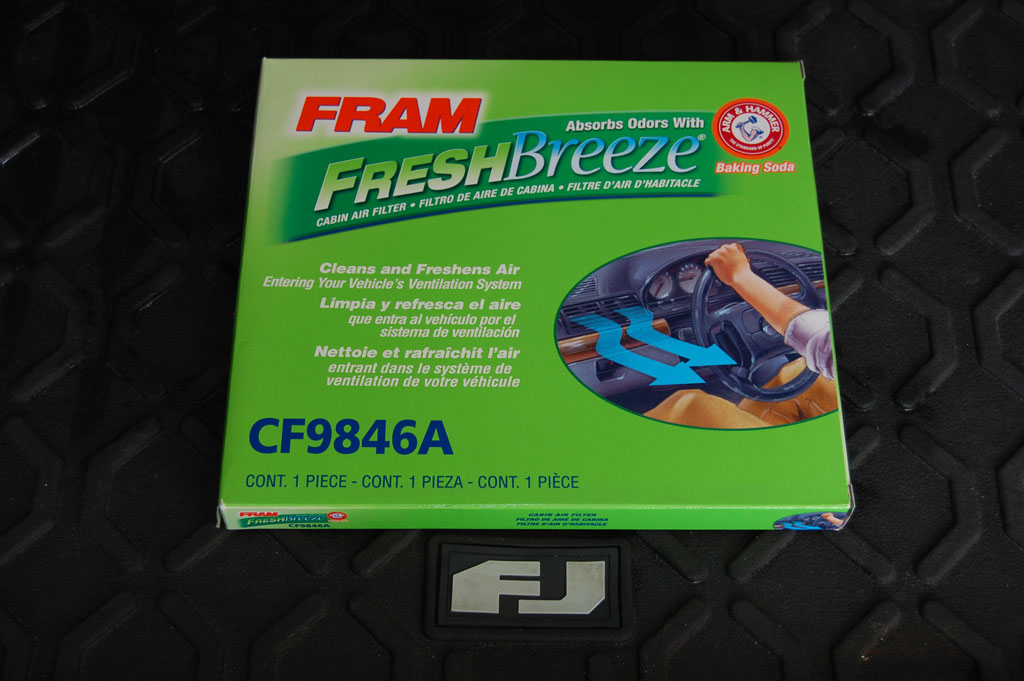 FRAM
Absorbs Odors With
ARM & HAMMER
THE STANDARD OF PURITY
Baking Soda
FRESHBreeze®
CABIN AIR FILTER • FILTRO DE AIRE DE CABINA • FILTRE D'AIR D'HABITACLE
Cleans and Freshens Air
Entering Your Vehicle's Ventilation System
Limpia y refresca el aire
que entra al vehículo por el
sistema de ventilación
Nettoie et rafraîchit l'air
entrant dans le système de
ventilation de votre véhicule
CF9846A
CONT. 1 PIECE - CONT. 1 PIEZA - CONT. 1 PIÈCE
FRAM
FRESHBreeze
CF9846A
CABIN AIR FILTER
FILTRO DE AIRE DE CABINA
FILTRE D'AIR D'HABITACLE
FJ